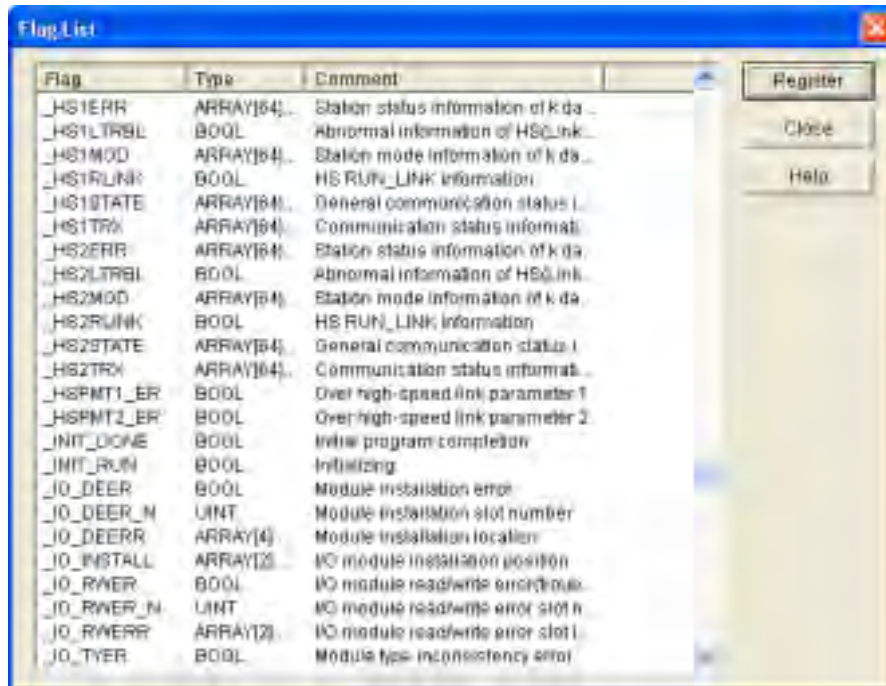 Flag List
Flag Type Comment Register
_HS1ERR ARRAY[64]... Station status information of k da...
_HS1LTRBL BOOL Abnormal information of HS(Link... Close
_HS1MOD ARRAY[64]... Station mode information of k da...
_HS1RLINK BOOL HS RUN_LINK information Help
_HS1STATE ARRAY[64]... General communication status i...
_HS1TRX ARRAY[64]... Communication status informati...
_HS2ERR ARRAY[64]... Station status information of k da...
_HS2LTRBL BOOL Abnormal information of HS(Link...
_HS2MOD ARRAY[64]... Station mode information of k da...
_HS2RLINK BOOL HS RUN_LINK information
_HS2STATE ARRAY[64]... General communication status i...
_HS2TRX ARRAY[64]... Communication status informati...
_HSPMT1_ER BOOL Over high-speed link parameter 1
_HSPMT2_ER BOOL Over high-speed link parameter 2
_INIT_DONE BOOL Initial program completion
_INIT_RUN BOOL Initializing
_IO_DEER BOOL Module installation error
_IO_DEER_N UINT Module installation slot number
_IO_DEERR ARRAY[4]... Module installation location
_IO_INSTALL ARRAY[2]... I/O module installation position
_IO_RWER BOOL I/O module read/write error(troub...
_IO_RWER_N UINT I/O module read/write error slot n...
_IO_RWERR ARRAY[2]... I/O module read/write error slot l...
_IO_TYER BOOL Module type inconsistency error